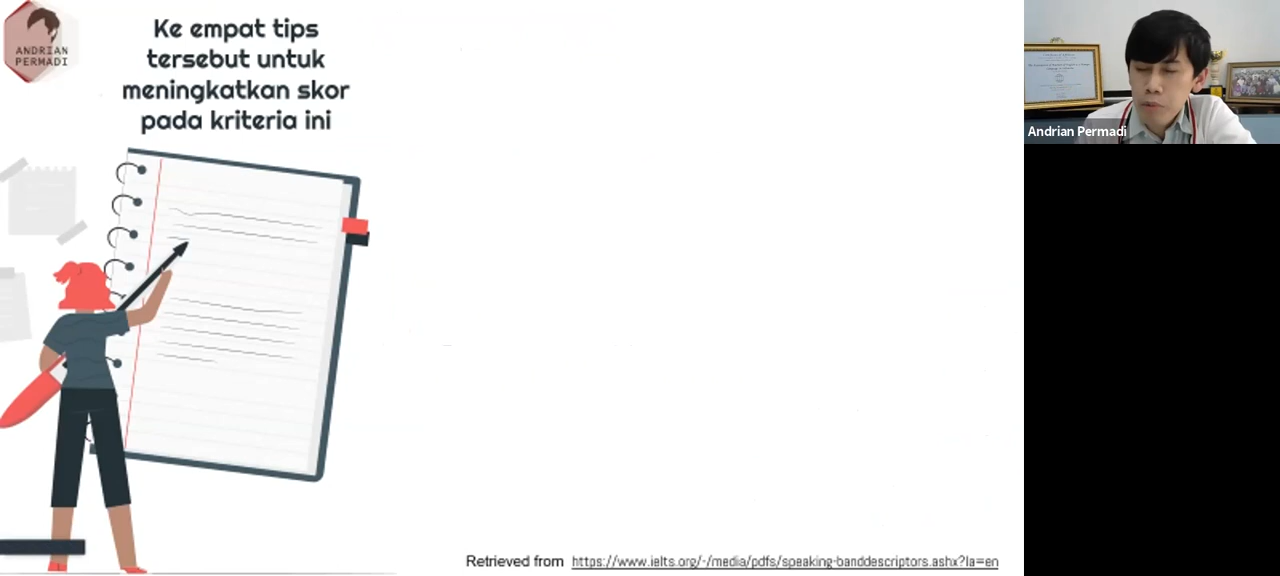 ANDRIAN
PERMADI
Ke empat tips
tersebut untuk
meningkatkan skor
pada kriteria ini
Andrian Permadi
Retrieved from https://www.ielts.org/-/media/pdfs/speaking-banddescriptors.ashx?la=en